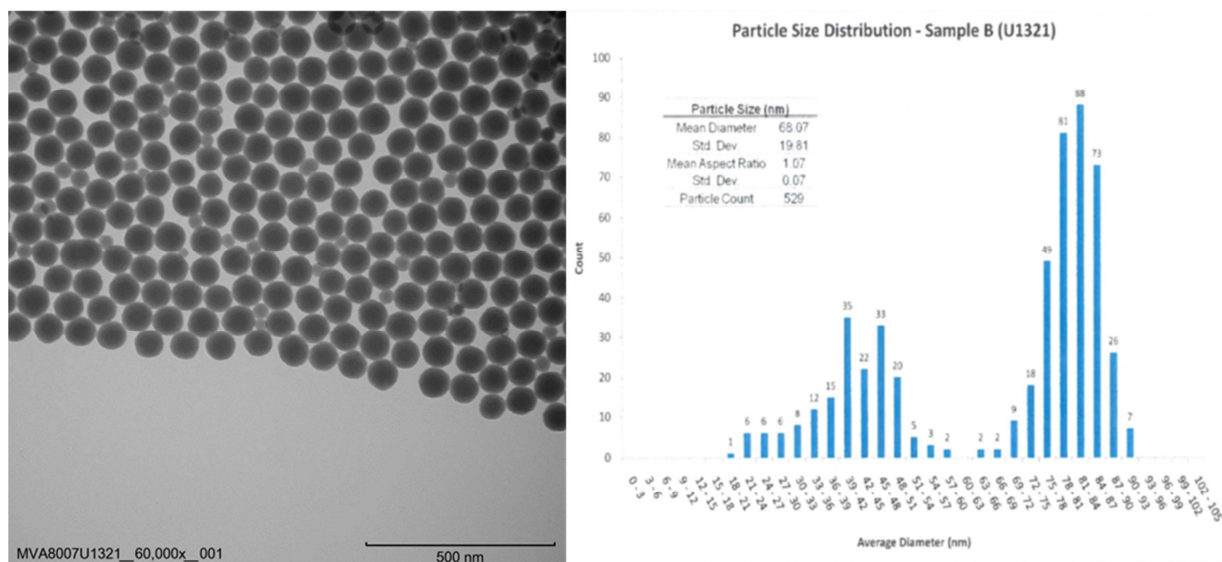 MVA8007U1321__60,000x__001
500 nm
Particle Size Distribution - Sample B (U1321)
Particle Size (nm)
Mean Diameter 68.07
Std. Dev. 19.81
Mean Aspect Ratio 1.07
Std. Dev. 0.07
Particle Count 529
Count
100
90
80
70
60
50
40
30
20
10
0
1
6
6
6
8
12
15
35
22
33
20
5
3
2
2
2
9
18
49
81
88
73
26
7
0 - 3
3 - 6
6 - 9
9 - 12
12 - 15
15 - 18
18 - 21
21 - 24
24 - 27
27 - 30
30 - 33
33 - 36
36 - 39
39 - 42
42 - 45
45 - 48
48 - 51
51 - 54
54 - 57
57 - 60
60 - 63
63 - 66
66 - 69
69 - 72
72 - 75
75 - 78
78 - 81
81 - 84
84 - 87
87 - 90
90 - 93
93 - 96
96 - 99
99 - 102
102 - 105
Average Diameter (nm)